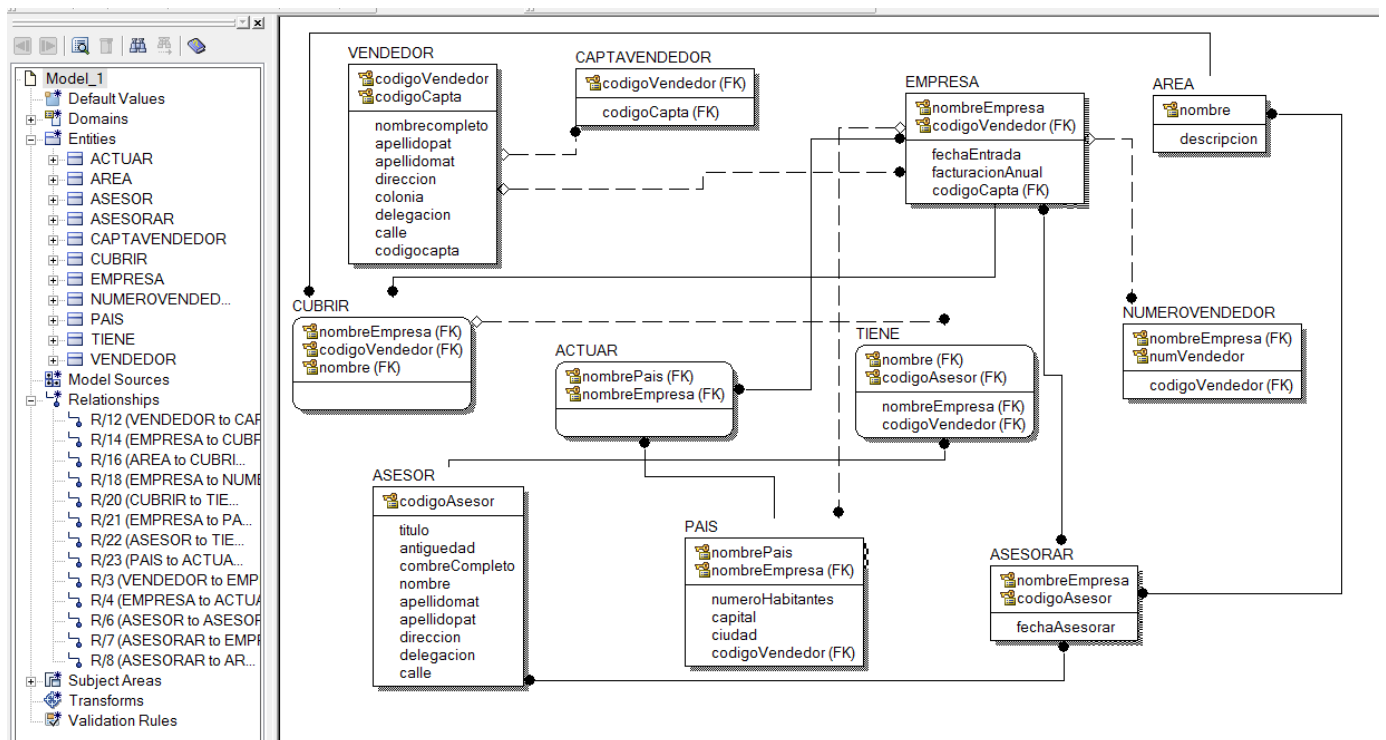 Model_1
Default Values
Domains
Entities
ACTUAR
AREA
ASESOR
ASESORAR
CAPTAVENDEDOR
CUBRIR
EMPRESA
NUMEROVENDED...
PAIS
TIENE
VENDEDOR
Model Sources
Relationships
R/12 (VENDEDOR to CAP
R/14 (EMPRESA to CUBR
R/16 (AREA to CUBRI...
R/18 (EMPRESA to NUME
R/20 (CUBRIR to TIE...
R/21 (EMPRESA to PA...
R/22 (ASESOR to TIE...
R/23 (PAIS to ACTUA...
R/3 (VENDEDOR to EMP
R/4 (EMPRESA to ACTUA
R/6 (ASESOR to ASESOR
R/7 (ASESORAR to EMPR
R/8 (ASESORAR to AR...
Subject Areas
Transforms
Validation Rules
VENDEDOR
codigoVendedor
codigoCapta
nombrecompleto
apellidopat
apellidomat
direccion
colonia
delegacion
calle
codigocapta
CAPTAVENDEDOR
codigoVendedor (FK)
codigoCapta (FK)
EMPRESA
nombreEmpresa
codigoVendedor (FK)
fechaEntrada
facturacionAnual
codigoCapta (FK)
AREA
nombre
descripcion
CUBRIR
nombreEmpresa (FK)
codigoVendedor (FK)
nombre (FK)
ACTUAR
nombrePais (FK)
nombreEmpresa (FK)
TIENE
nombre (FK)
codigoAsesor (FK)
nombreEmpresa (FK)
codigoVendedor (FK)
NUMEROVENDEDOR
nombreEmpresa (FK)
numVendedor
codigoVendedor (FK)
ASESOR
codigoAsesor
titulo
antiguedad
combreCompleto
nombre
apellidomat
apellidopat
direccion
delegacion
calle
PAIS
nombrePais
nombreEmpresa (FK)
numeroHabitantes
capital
ciudad
codigoVendedor (FK)
ASESORAR
nombreEmpresa
codigoAsesor
fechaAsesorar